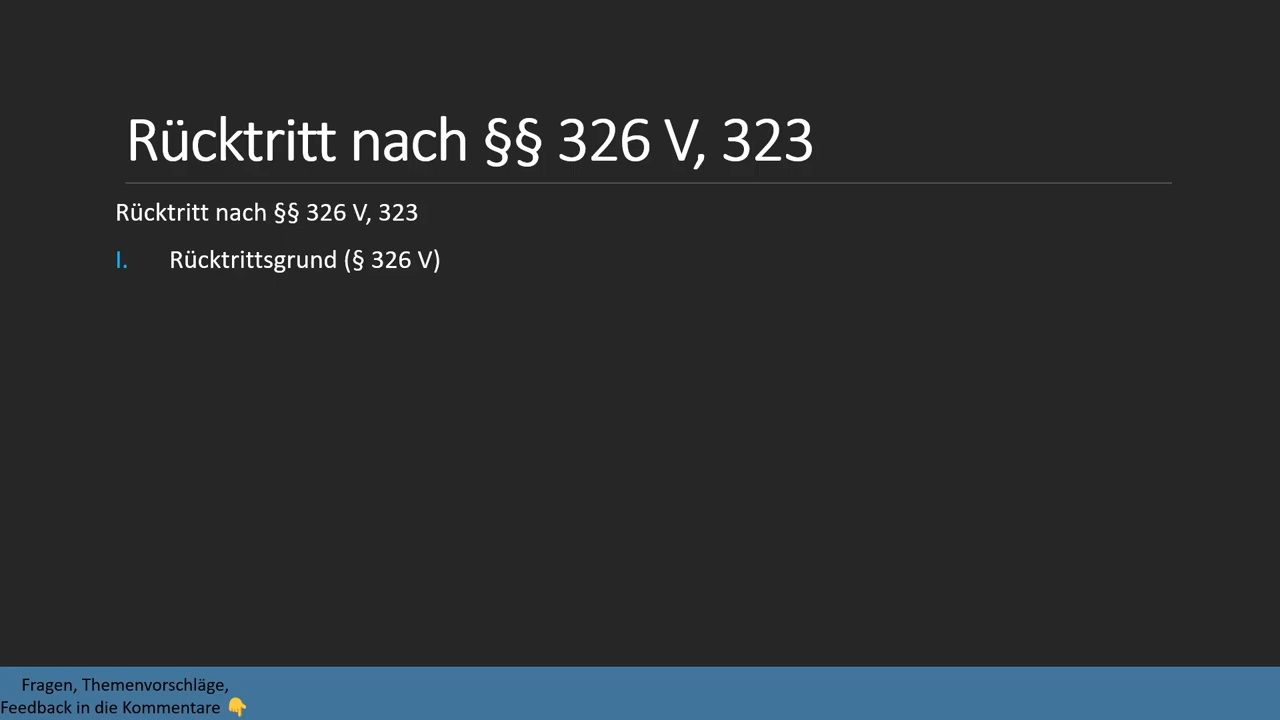 Rücktritt nach §§ 326 V, 323
Rücktritt nach §§ 326 V, 323
I. Rücktrittsgrund (§ 326 V)
Fragen, Themenvorschläge,
Feedback in die Kommentare 👇